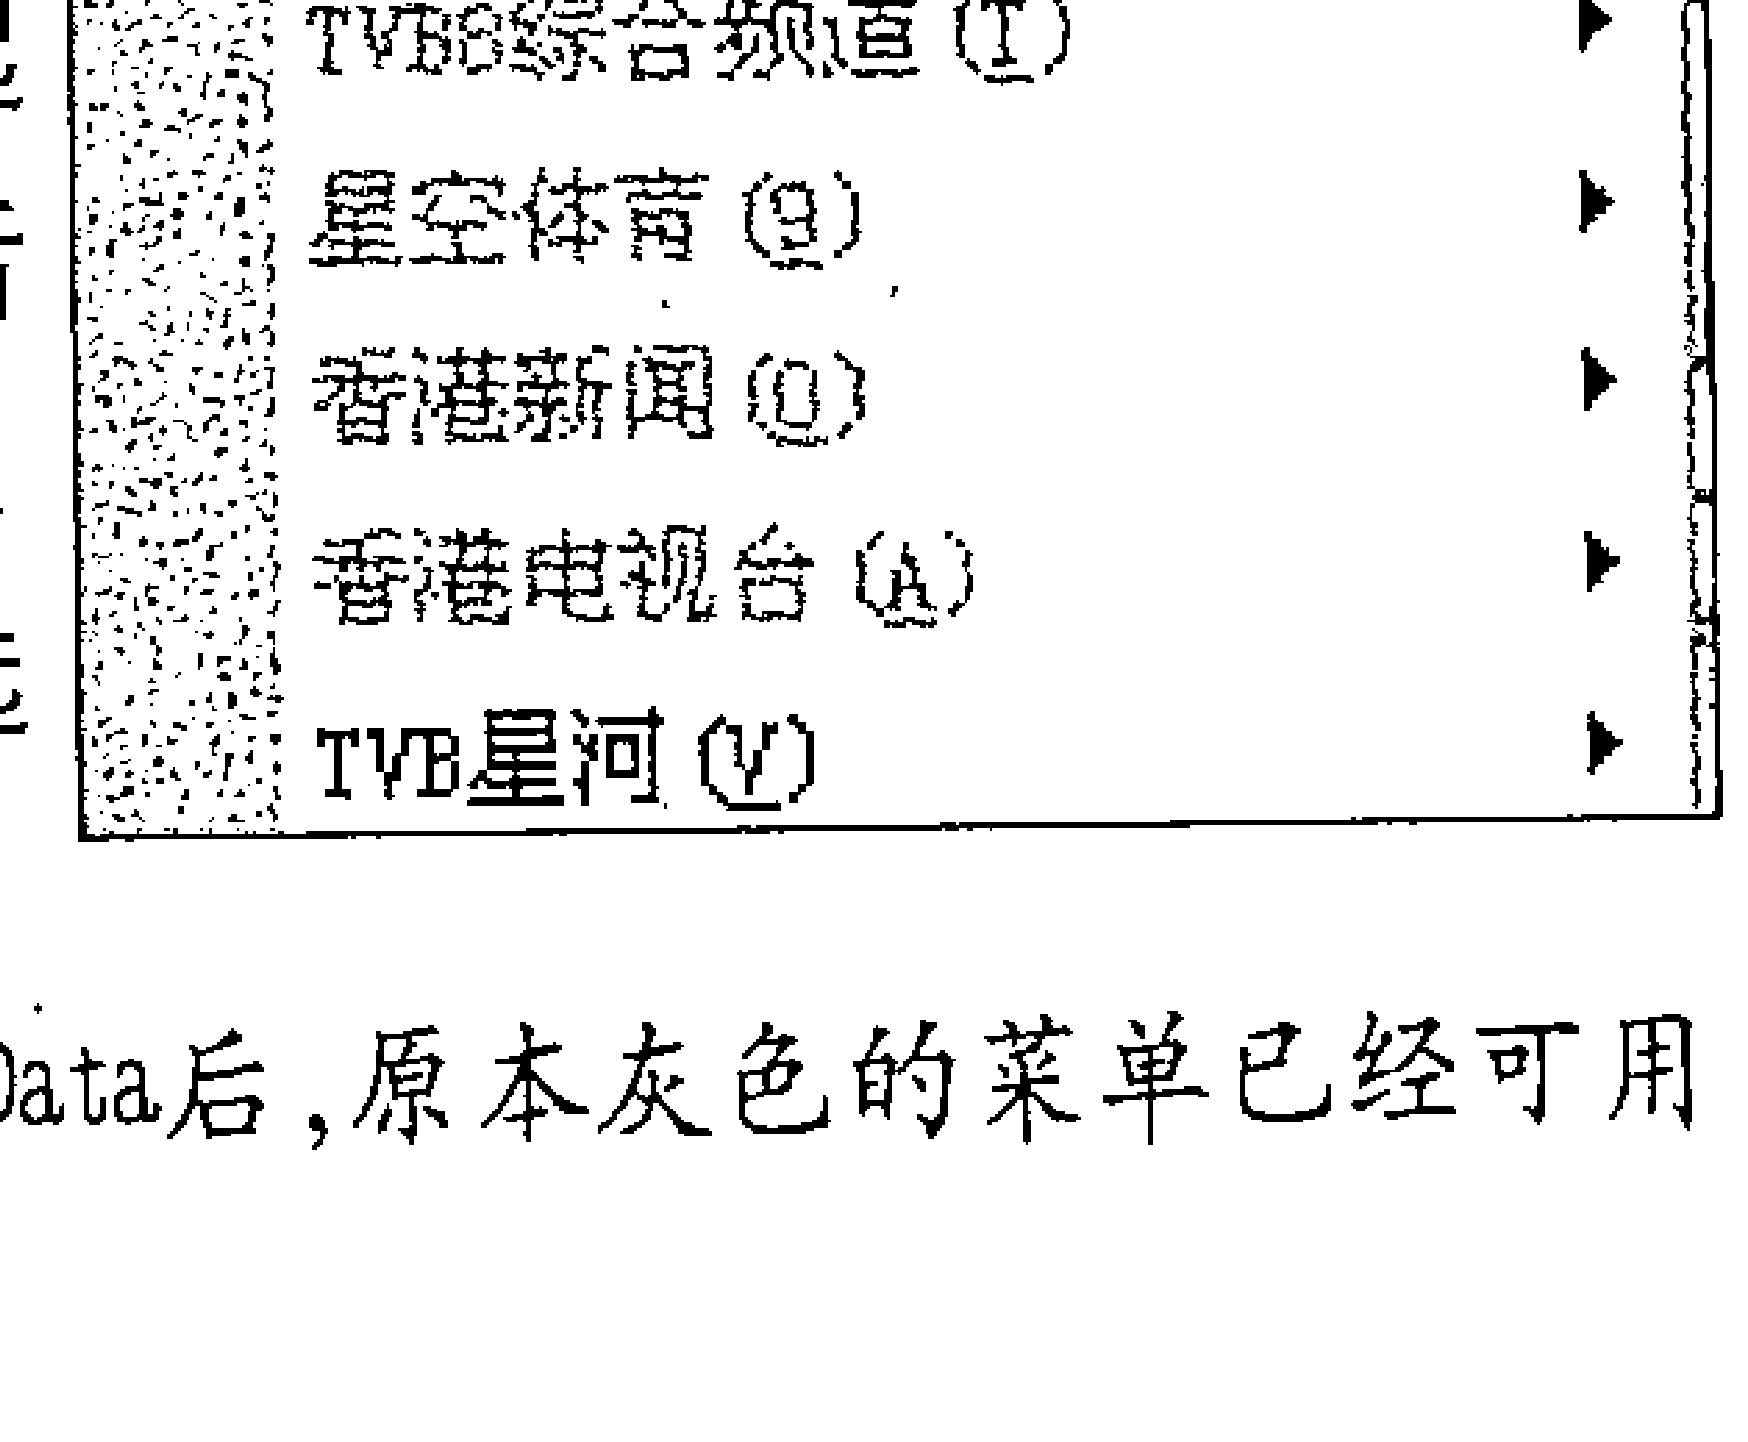 TVB8综合频道(T)
星空体育(S)
香港新闻(O)
香港电视台(A)
TVB星河(V)
Data后,原本灰色的菜单已经可用